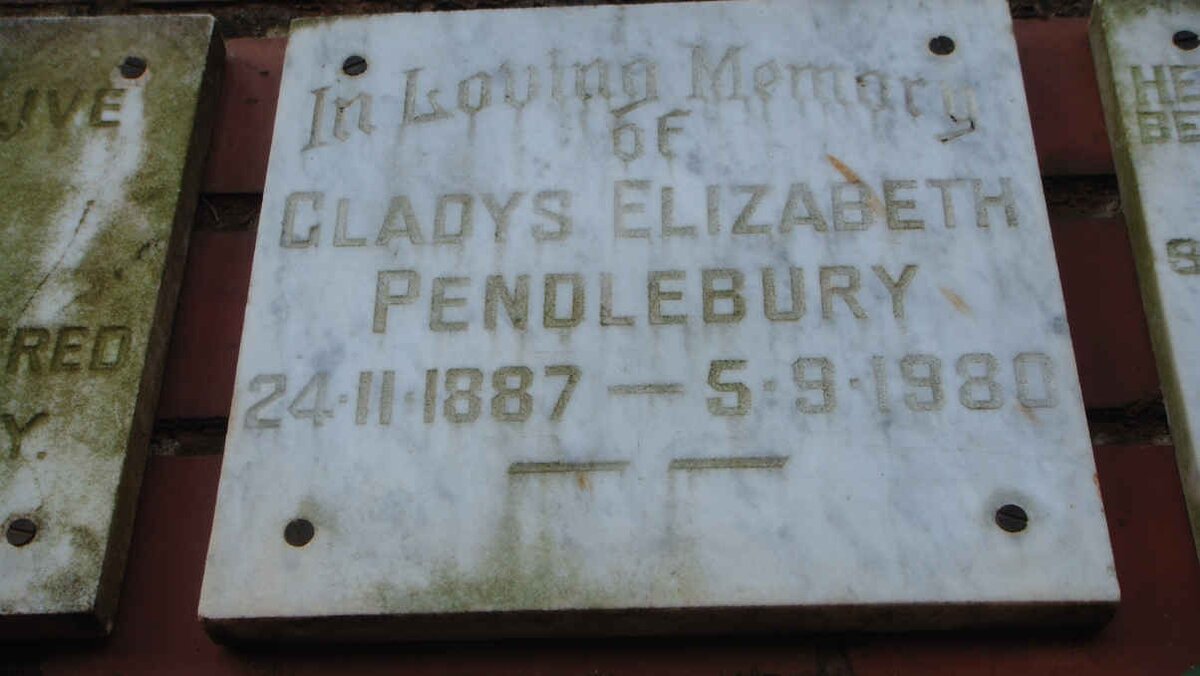 In Loving Memory
of
GLADYS ELIZABETH
PENDLEBURY
24·11·1887 — 5·9·1980